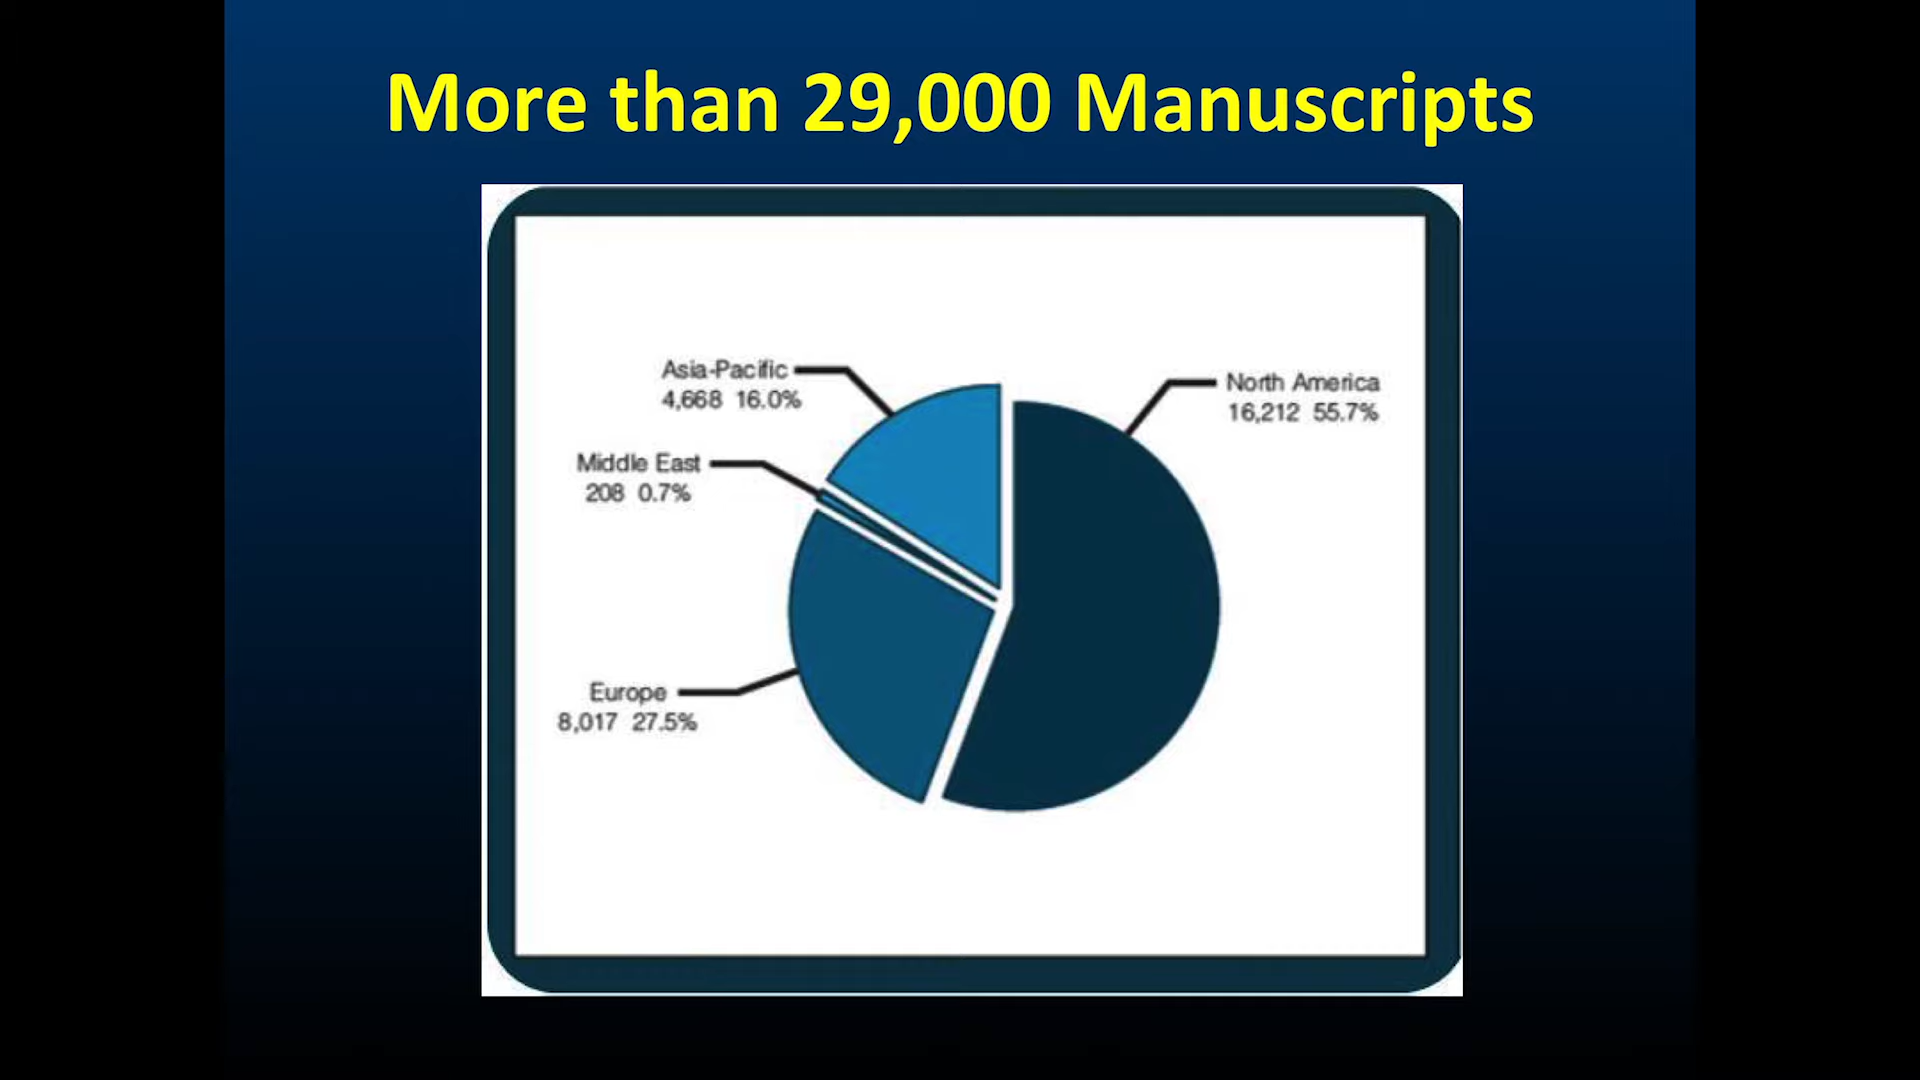 More than 29,000 Manuscripts
Asia-Pacific
4,668 16.0%
North America
16,212 55.7%
Middle East
208 0.7%
Europe
8,017 27.5%